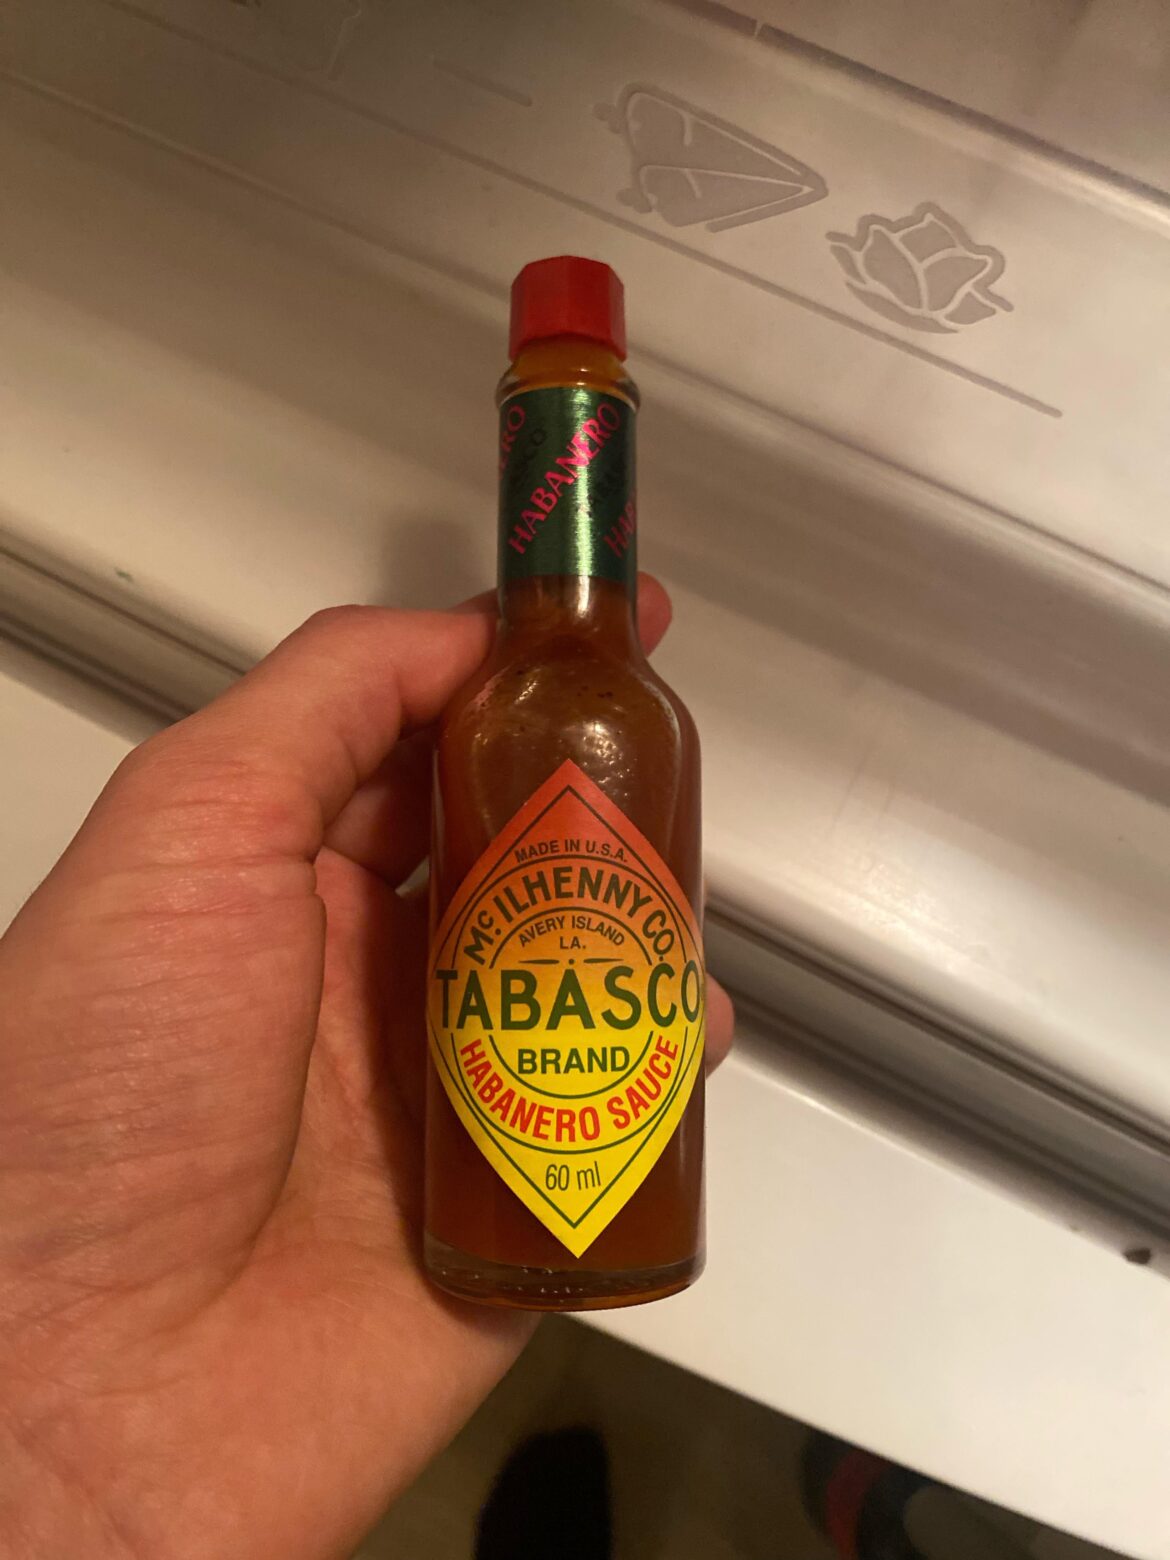 HABANERO
MADE IN U.S.A.
McILHENNY CO.
AVERY ISLAND
LA.
TABASCO
BRAND
HABANERO SAUCE
60 ml